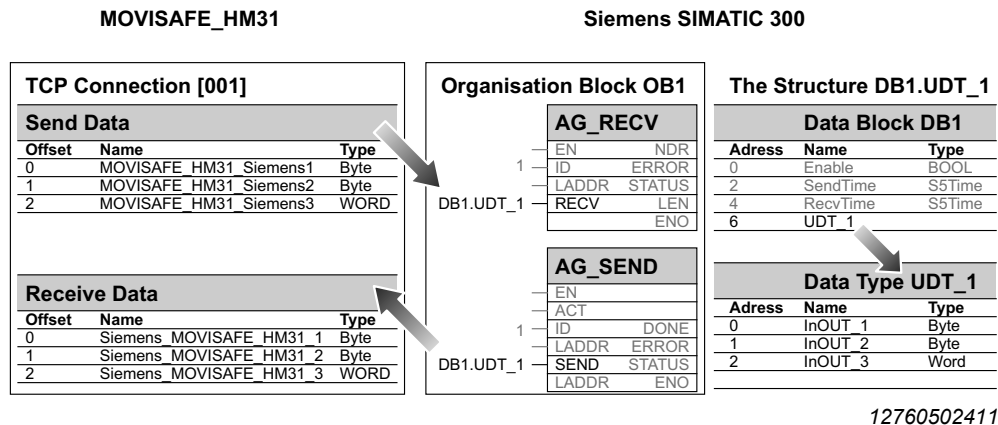 MOVISAFE_HM31
Siemens SIMATIC 300
TCP Connection [001]
Send Data
Offset Name Type
0 MOVISAFE_HM31_Siemens1 Byte
1 MOVISAFE_HM31_Siemens2 Byte
2 MOVISAFE_HM31_Siemens3 WORD
Receive Data
Offset Name Type
0 Siemens_MOVISAFE_HM31_1 Byte
1 Siemens_MOVISAFE_HM31_2 Byte
2 Siemens_MOVISAFE_HM31_3 WORD
Organisation Block OB1
AG_RECV
EN NDR
1 ID ERROR
LADDR STATUS
DB1.UDT_1 RECV LEN
ENO
AG_SEND
EN
ACT
1 ID DONE
LADDR ERROR
DB1.UDT_1 SEND STATUS
LADDR ENO
The Structure DB1.UDT_1
Data Block DB1
Adress Name Type
0 Enable BOOL
2 SendTime S5Time
4 RecvTime S5Time
6 UDT_1
Data Type UDT_1
Adress Name Type
0 InOUT_1 Byte
1 InOUT_2 Byte
2 InOUT_3 Word
12760502411